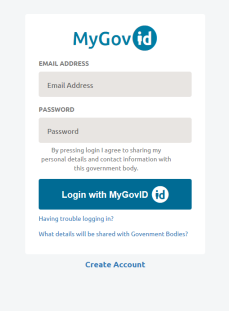 MyGov id
EMAIL ADDRESS
Email Address
PASSWORD
Password
By pressing login I agree to sharing my
personal details and contact information with
this government body.
Login with MyGovID id
Having trouble logging in?
What details will be shared with Government Bodies?
Create Account